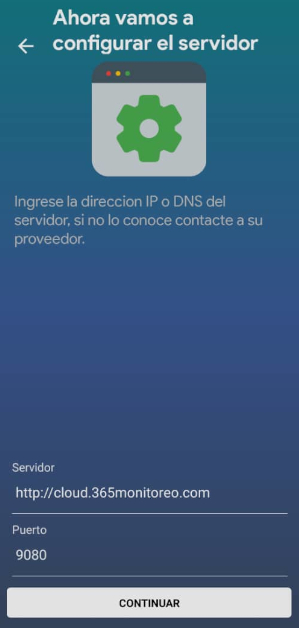 Ahora vamos a
configurar el servidor
Ingrese la direccion IP o DNS del
servidor, si no lo conoce contacte a su
proveedor.
Servidor
http://cloud.365monitoreo.com
Puerto
9080
CONTINUAR